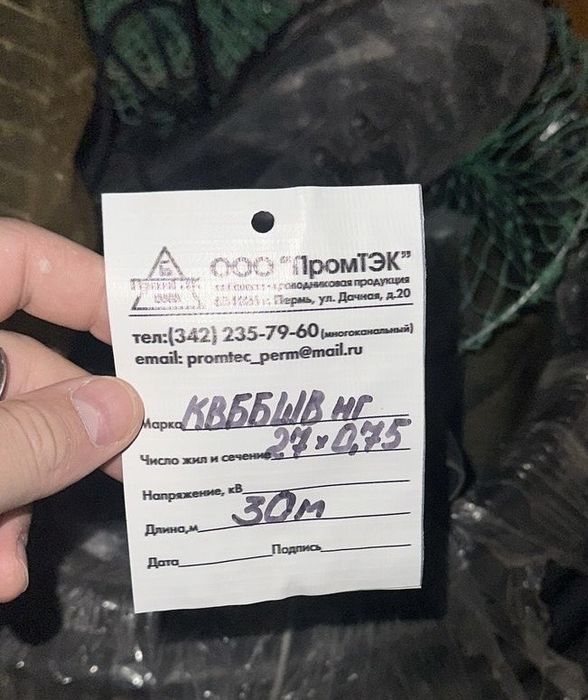 ООО "ПромТЭК"
проводниковая продукция
г. Пермь, ул. Дачная, д.20
тел:(342) 235-79-60 (многоканальный)
email: promtec_perm@mail.ru
Марка КВББШВ нг
Число жил и сечение 27х0,75
Напряжение, кВ
Длина,м 30м
Дата Подпись